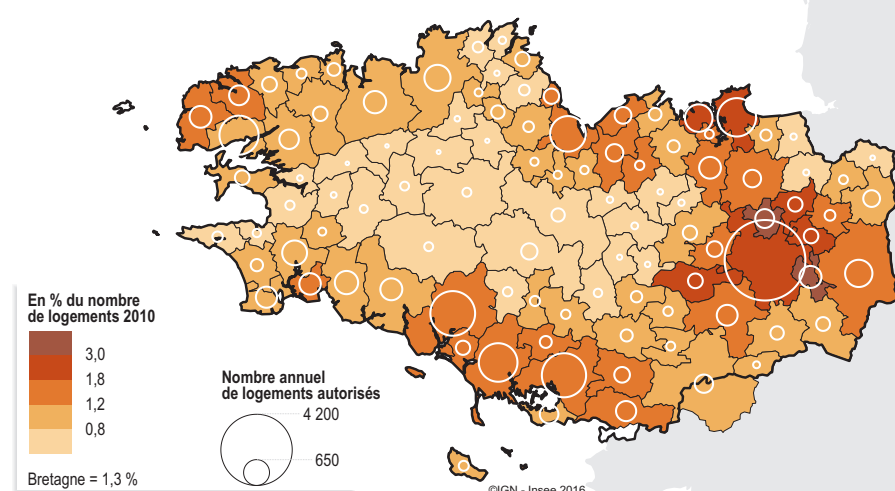 En % du nombre
de logements 2010
3,0
1,8
1,2
0,8
Bretagne = 1,3 %
Nombre annuel
de logements autorisés
4 200
650
©IGN - Insee 2016